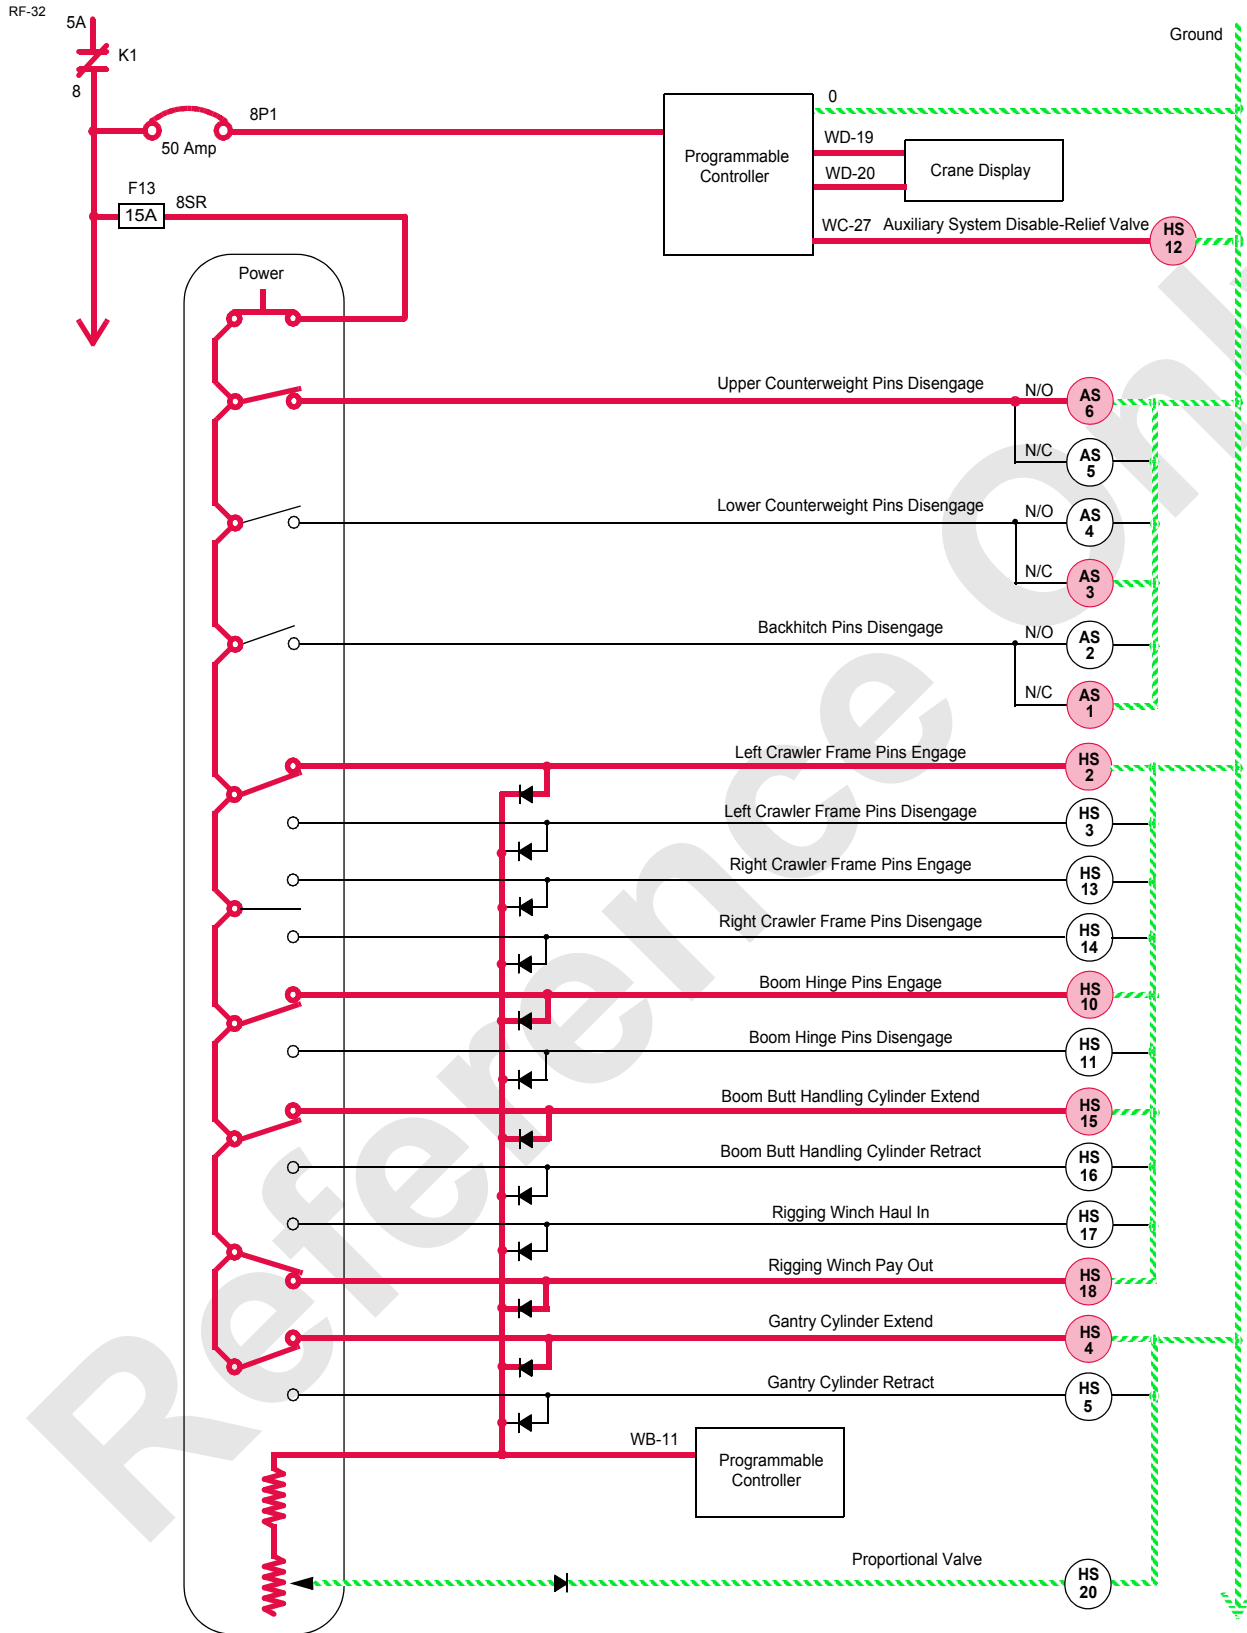 RF-32
5A
K1
Ground
8
50 Amp
8P1
0
Programmable
Controller
WD-19
WD-20
Crane Display
F13
15A
8SR
WC-27 Auxiliary System Disable-Relief Valve
HS
12
Power
Upper Counterweight Pins Disengage
N/O
AS
6
N/C
AS
5
Lower Counterweight Pins Disengage
N/O
AS
4
N/C
AS
3
Backhitch Pins Disengage
N/O
AS
2
N/C
AS
1
Left Crawler Frame Pins Engage
HS
2
Left Crawler Frame Pins Disengage
HS
3
Right Crawler Frame Pins Engage
HS
13
Right Crawler Frame Pins Disengage
HS
14
Boom Hinge Pins Engage
HS
10
Boom Hinge Pins Disengage
HS
11
Boom Butt Handling Cylinder Extend
HS
15
Boom Butt Handling Cylinder Retract
HS
16
Rigging Winch Haul In
HS
17
Rigging Winch Pay Out
HS
18
Gantry Cylinder Extend
HS
4
Gantry Cylinder Retract
HS
5
WB-11
Programmable
Controller
Proportional Valve
HS
20
Reference Only